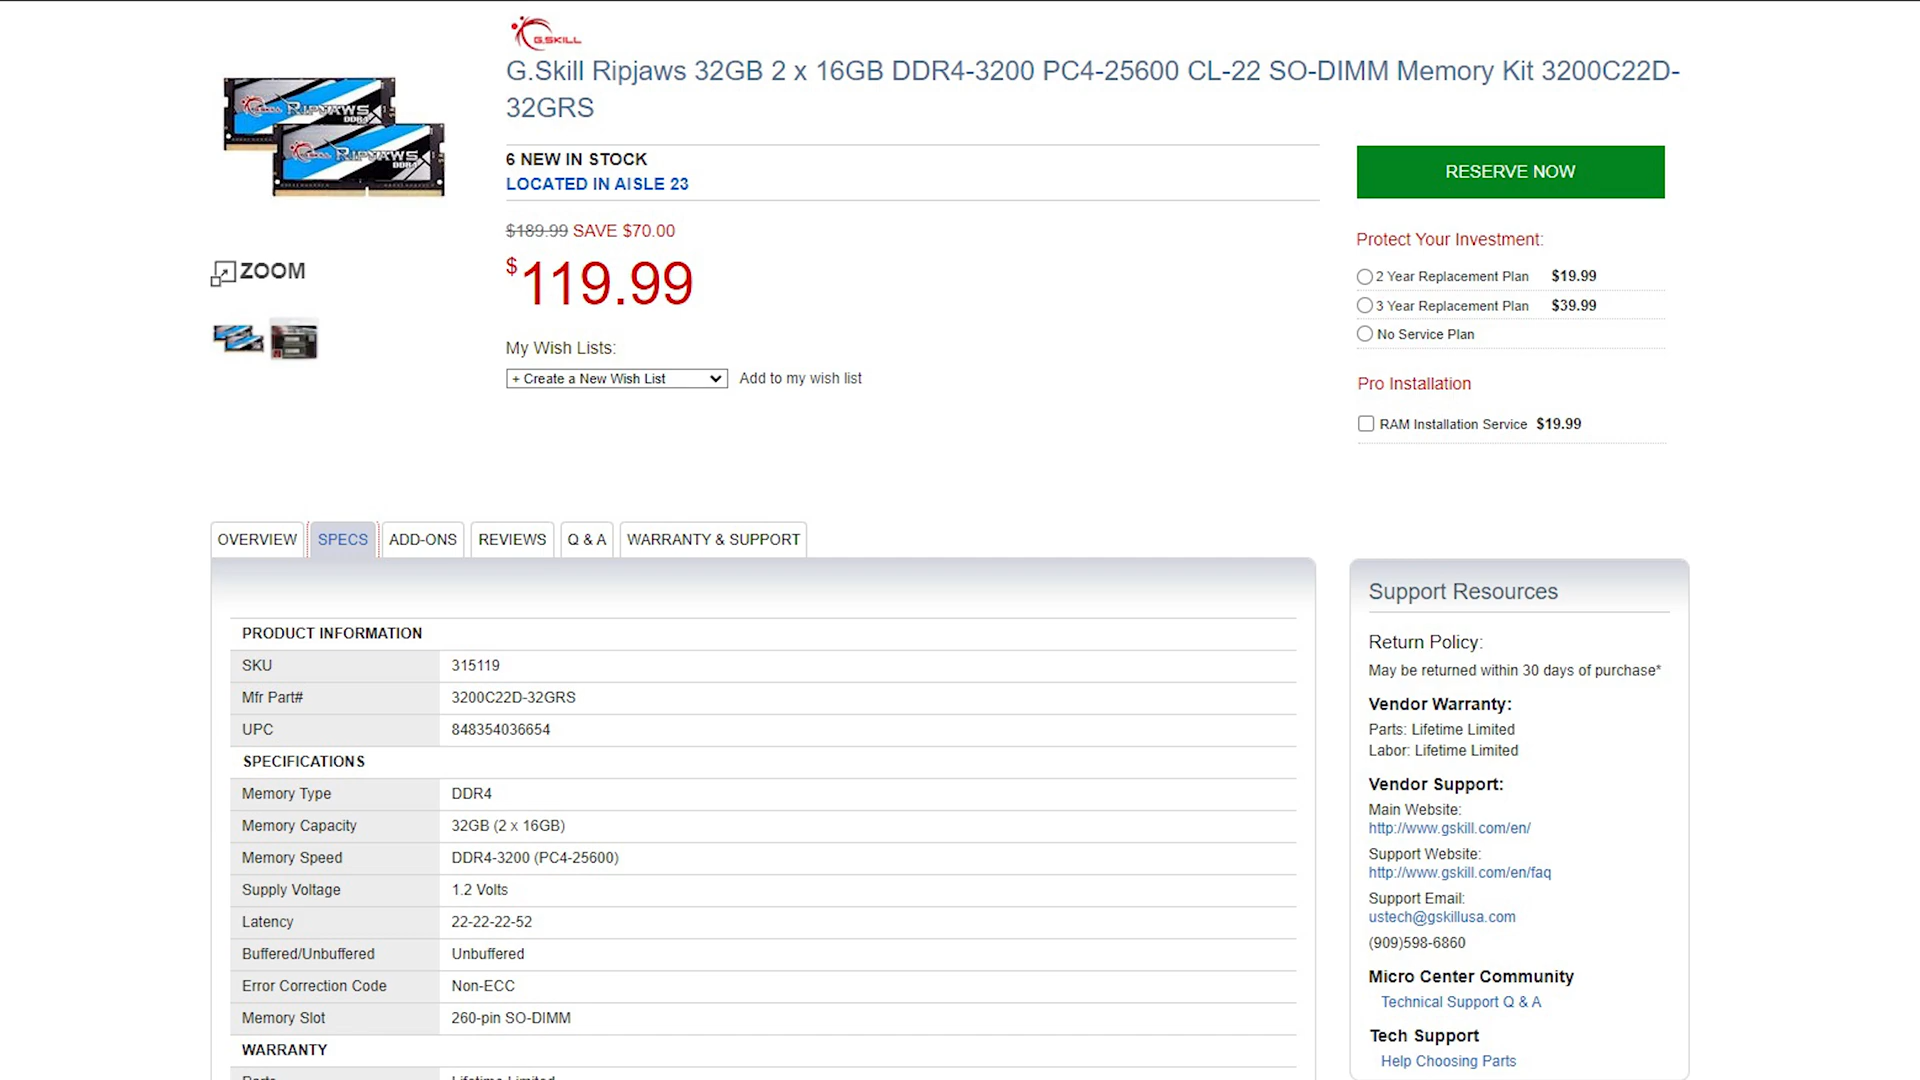 G.SKILL
G.Skill Ripjaws 32GB 2 x 16GB DDR4-3200 PC4-25600 CL-22 SO-DIMM Memory Kit 3200C22D-
32GRS
G.SKILL RIPJAWS
DDR4
G.SKILL RIPJAWS
DDR4
6 NEW IN STOCK
LOCATED IN AISLE 23
$189.99 SAVE $70.00
$119.99
ZOOM
My Wish Lists:
+ Create a New Wish List
Add to my wish list
RESERVE NOW
Protect Your Investment:
2 Year Replacement Plan $19.99
3 Year Replacement Plan $39.99
No Service Plan
Pro Installation
RAM Installation Service $19.99
OVERVIEW SPECS ADD-ONS REVIEWS Q & A WARRANTY & SUPPORT
PRODUCT INFORMATION
SKU 315119
Mfr Part# 3200C22D-32GRS
UPC 848354036654
SPECIFICATIONS
Memory Type DDR4
Memory Capacity 32GB (2 x 16GB)
Memory Speed DDR4-3200 (PC4-25600)
Supply Voltage 1.2 Volts
Latency 22-22-22-52
Buffered/Unbuffered Unbuffered
Error Correction Code Non-ECC
Memory Slot 260-pin SO-DIMM
WARRANTY
Parts Lifetime Limited
Support Resources
Return Policy:
May be returned within 30 days of purchase*
Vendor Warranty:
Parts: Lifetime Limited
Labor: Lifetime Limited
Vendor Support:
Main Website:
http://www.gskill.com/en/
Support Website:
http://www.gskill.com/en/faq
Support Email:
ustech@gskillusa.com
(909)598-6860
Micro Center Community
Technical Support Q & A
Tech Support
Help Choosing Parts